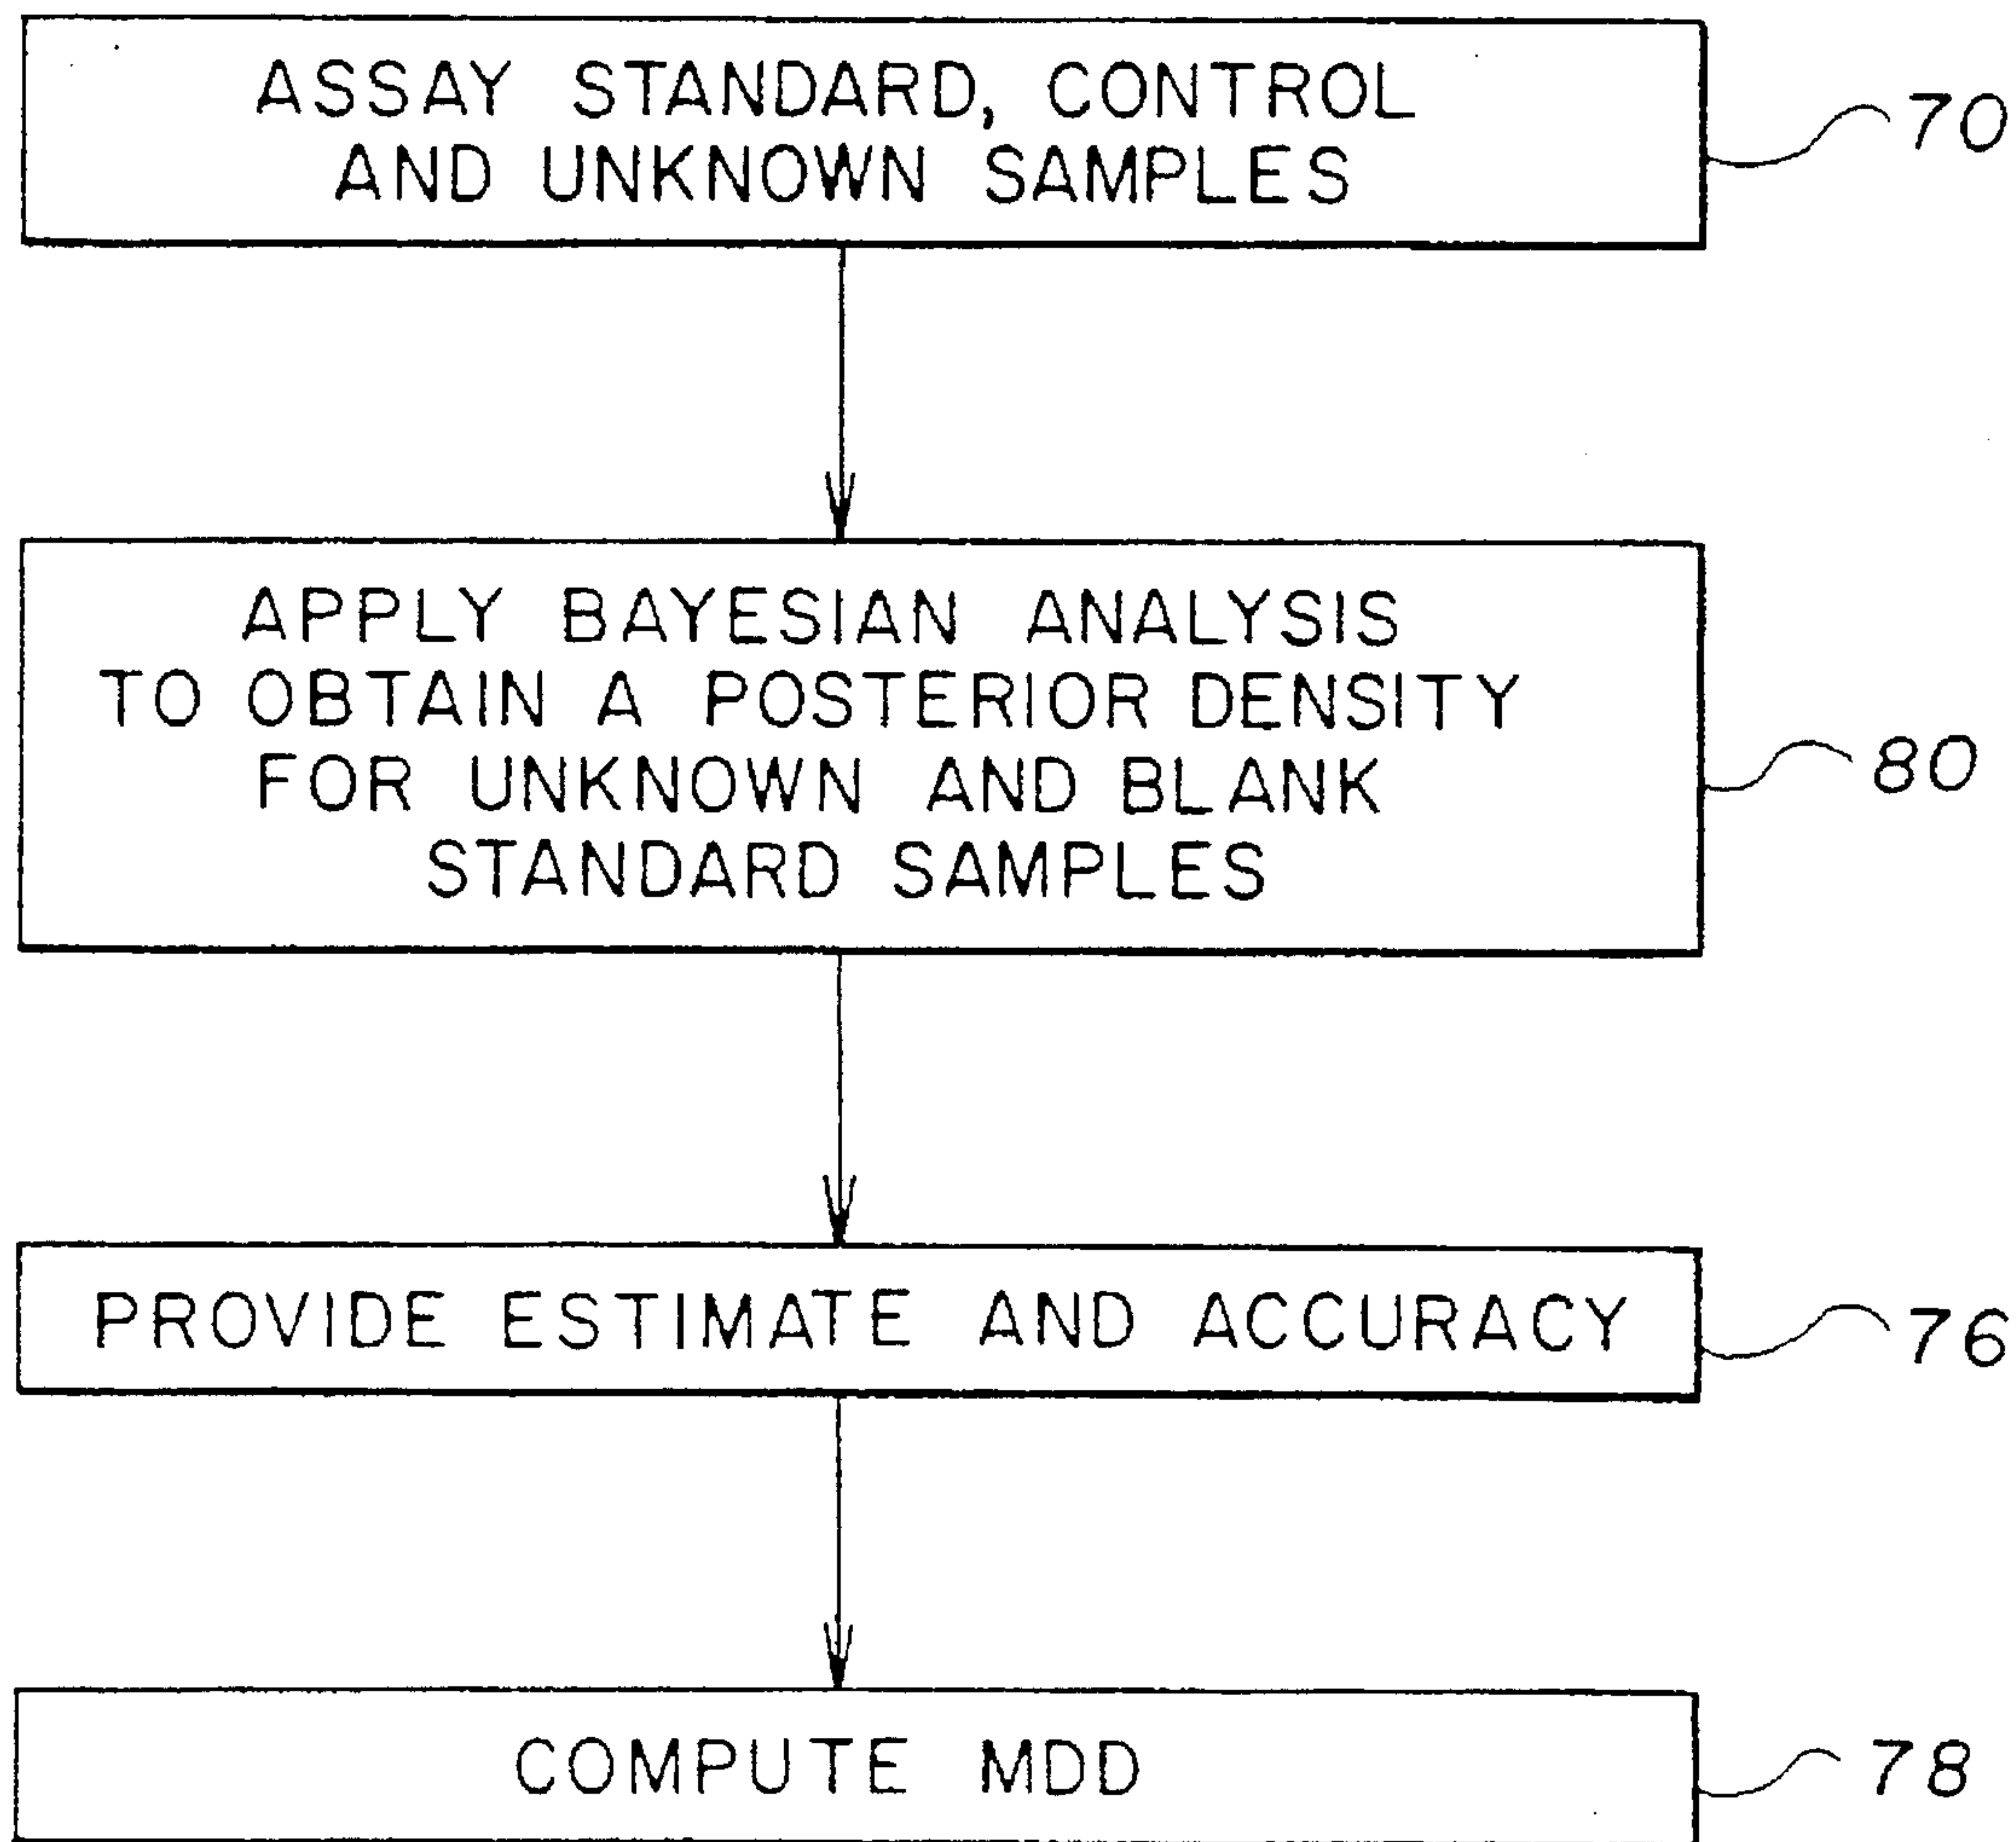 ASSAY STANDARD, CONTROL
AND UNKNOWN SAMPLES
70
APPLY BAYESIAN ANALYSIS
TO OBTAIN A POSTERIOR DENSITY
FOR UNKNOWN AND BLANK
STANDARD SAMPLES
80
PROVIDE ESTIMATE AND ACCURACY
76
COMPUTE MDD
78